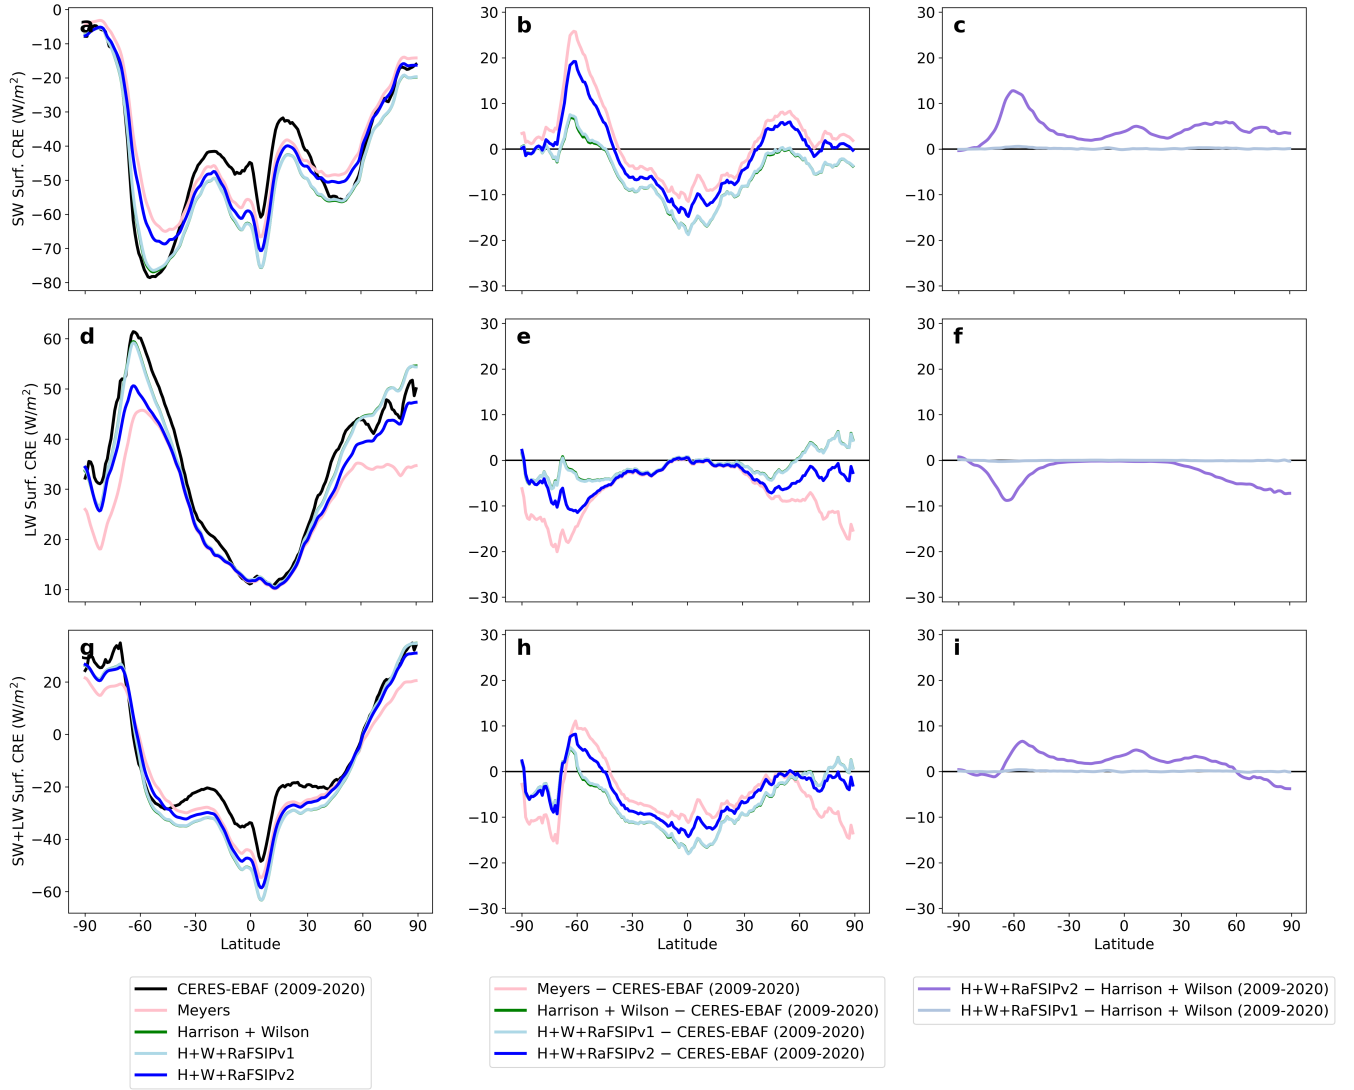 a
b
c
SW Surf. CRE (W/m²)
0
−10
−20
−30
−40
−50
−60
−70
−80
30
20
10
0
−10
−20
−30
30
20
10
0
−10
−20
−30
d
e
f
LW Surf. CRE (W/m²)
60
50
40
30
20
10
30
20
10
0
−10
−20
−30
30
20
10
0
−10
−20
−30
g
h
i
SW+LW Surf. CRE (W/m²)
20
0
−20
−40
−60
30
20
10
0
−10
−20
−30
30
20
10
0
−10
−20
−30
-90 -60 -30 0 30 60 90
-90 -60 -30 0 30 60 90
-90 -60 -30 0 30 60 90
Latitude
Latitude
Latitude
CERES-EBAF (2009-2020)
Meyers
Harrison + Wilson
H+W+RaFSIPv1
H+W+RaFSIPv2
Meyers − CERES-EBAF (2009-2020)
Harrison + Wilson − CERES-EBAF (2009-2020)
H+W+RaFSIPv1 − CERES-EBAF (2009-2020)
H+W+RaFSIPv2 − CERES-EBAF (2009-2020)
H+W+RaFSIPv2 − Harrison + Wilson (2009-2020)
H+W+RaFSIPv1 − Harrison + Wilson (2009-2020)